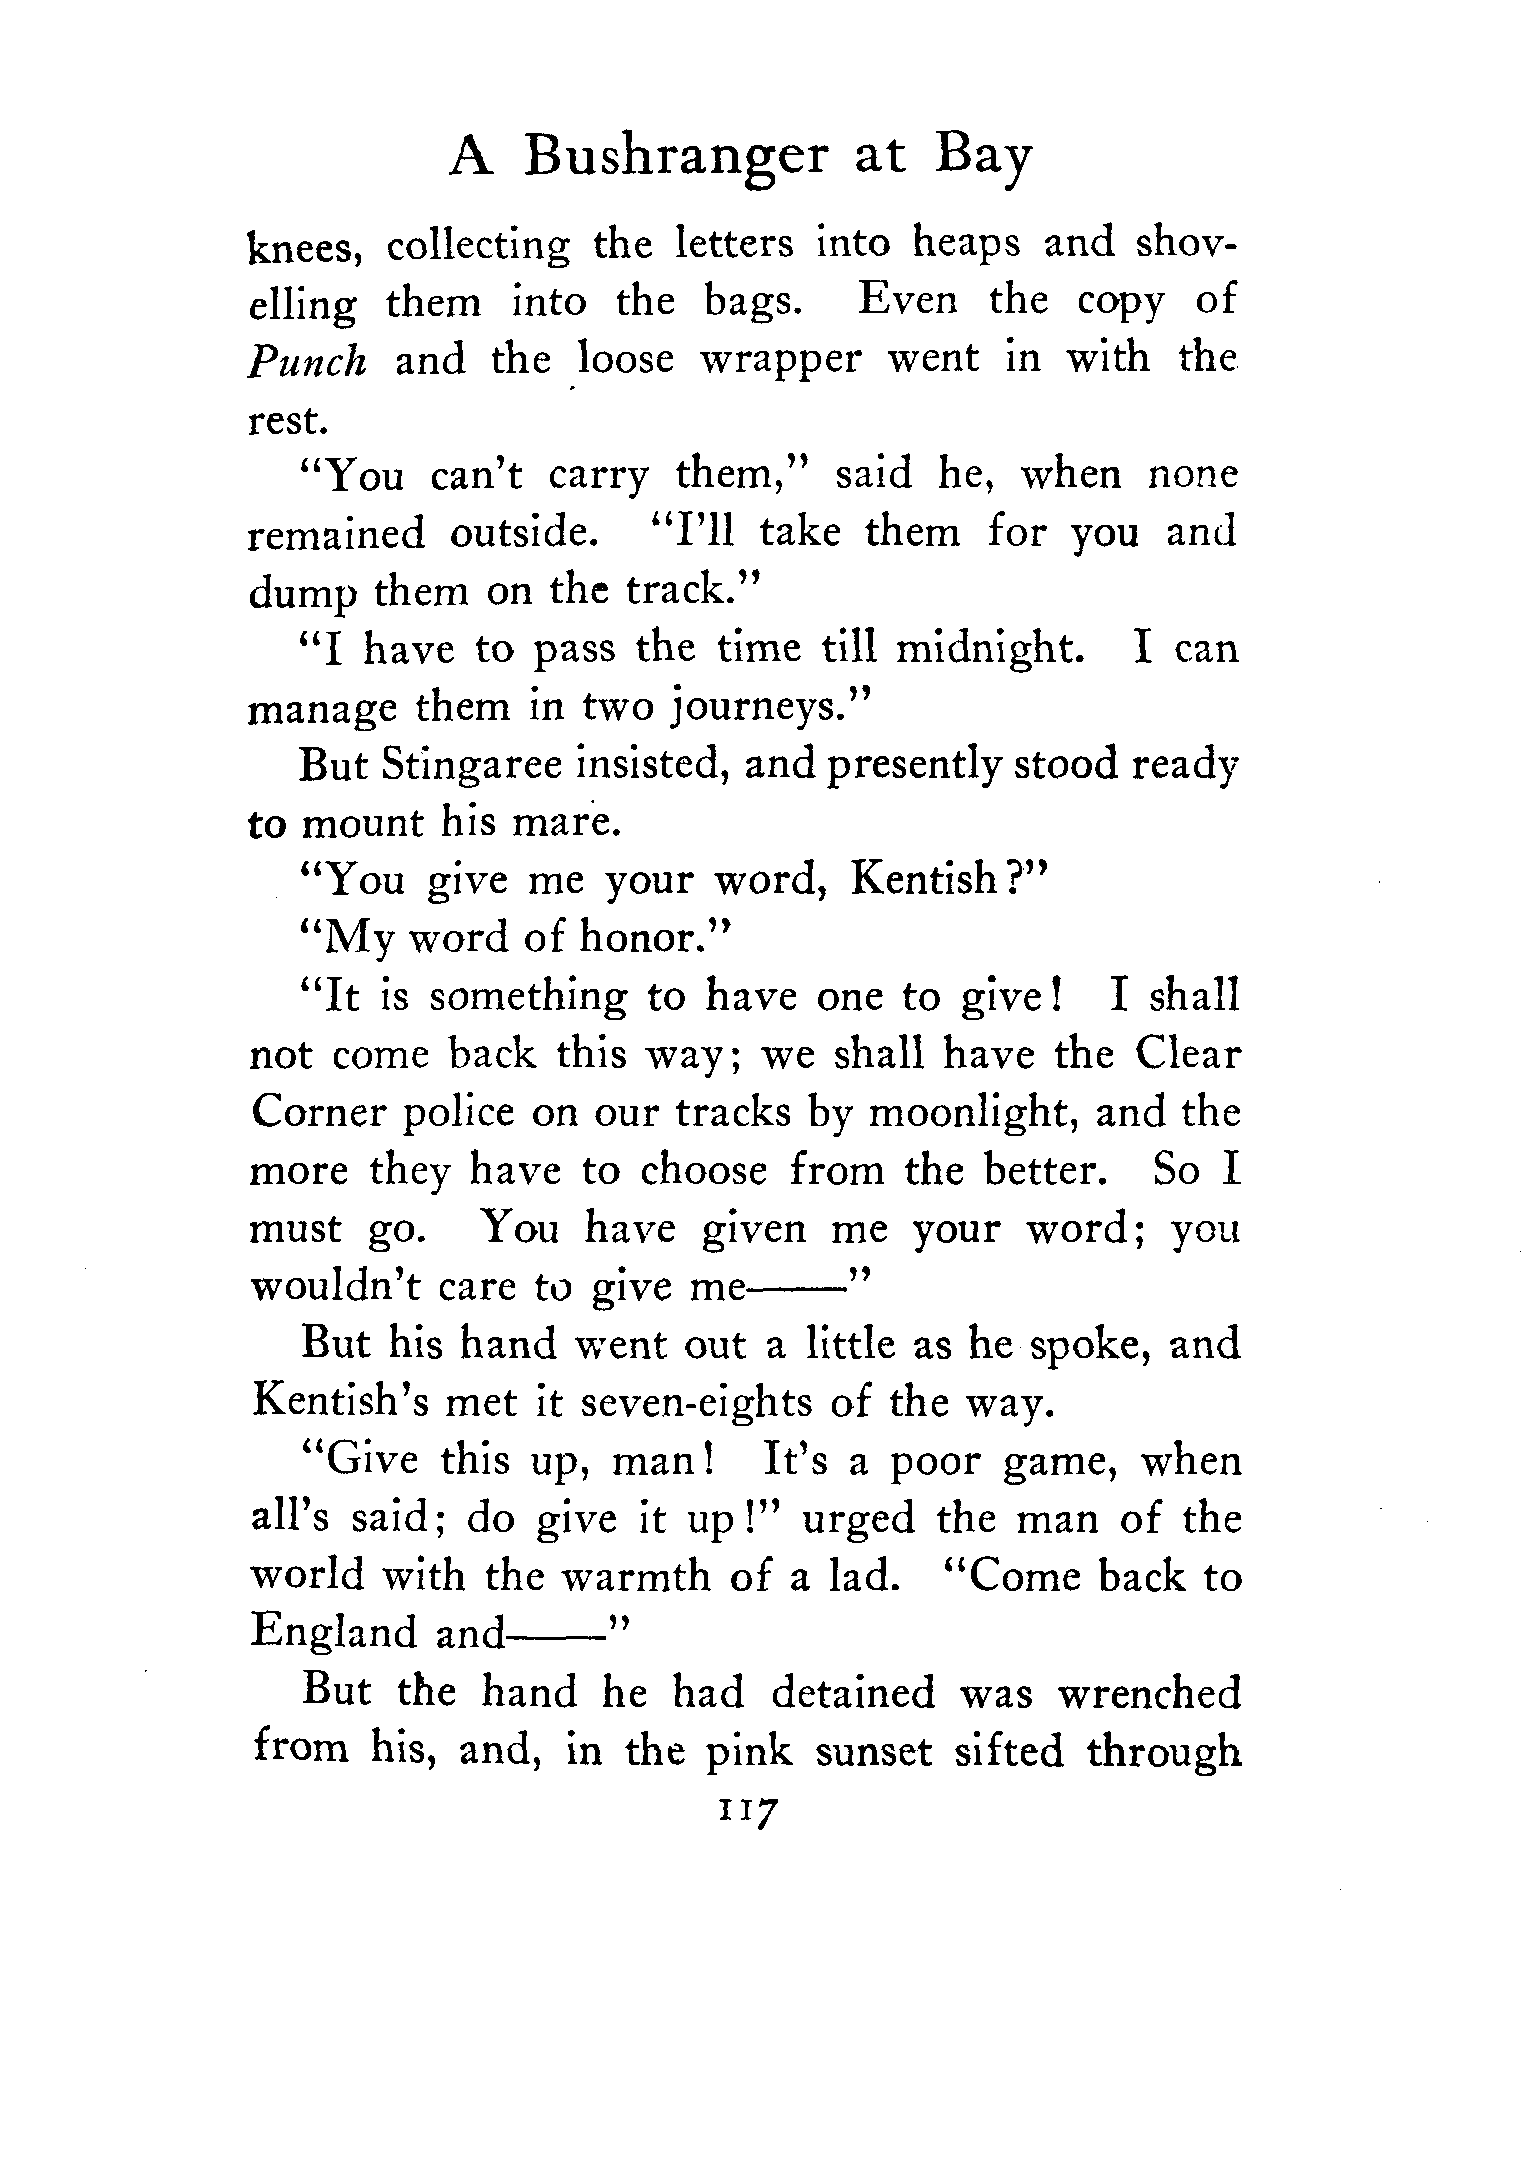 A Bushranger at Bay
knees, collecting the letters into heaps and shov-
elling them into the bags. Even the copy of
Punch and the loose wrapper went in with the
rest.
“You can’t carry them,” said he, when none
remained outside. “I’ll take them for you and
dump them on the track.”
“I have to pass the time till midnight. I can
manage them in two journeys.”
But Stingaree insisted, and presently stood ready
to mount his mare.
“You give me your word, Kentish?”
“My word of honor.”
“It is something to have one to give! I shall
not come back this way; we shall have the Clear
Corner police on our tracks by moonlight, and the
more they have to choose from the better. So I
must go. You have given me your word; you
wouldn’t care to give me——”
But his hand went out a little as he spoke, and
Kentish’s met it seven-eights of the way.
“Give this up, man! It’s a poor game, when
all’s said; do give it up!” urged the man of the
world with the warmth of a lad. “Come back to
England and——”
But the hand he had detained was wrenched
from his, and, in the pink sunset sifted through
117